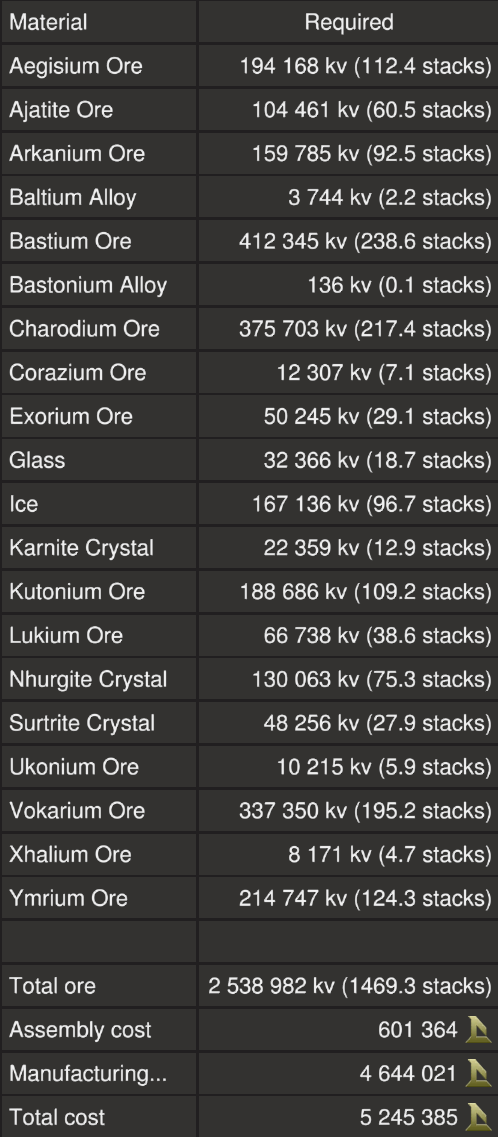 Material Required
Aegisium Ore 194 168 kv (112.4 stacks)
Ajatite Ore 104 461 kv (60.5 stacks)
Arkanium Ore 159 785 kv (92.5 stacks)
Baltium Alloy 3 744 kv (2.2 stacks)
Bastium Ore 412 345 kv (238.6 stacks)
Bastonium Alloy 136 kv (0.1 stacks)
Charodium Ore 375 703 kv (217.4 stacks)
Corazium Ore 12 307 kv (7.1 stacks)
Exorium Ore 50 245 kv (29.1 stacks)
Glass 32 366 kv (18.7 stacks)
Ice 167 136 kv (96.7 stacks)
Karnite Crystal 22 359 kv (12.9 stacks)
Kutonium Ore 188 686 kv (109.2 stacks)
Lukium Ore 66 738 kv (38.6 stacks)
Nhurgite Crystal 130 063 kv (75.3 stacks)
Surtrite Crystal 48 256 kv (27.9 stacks)
Ukonium Ore 10 215 kv (5.9 stacks)
Vokarium Ore 337 350 kv (195.2 stacks)
Xhalium Ore 8 171 kv (4.7 stacks)
Ymrium Ore 214 747 kv (124.3 stacks)
Total ore 2 538 982 kv (1469.3 stacks)
Assembly cost 601 364
Manufacturing... 4 644 021
Total cost 5 245 385